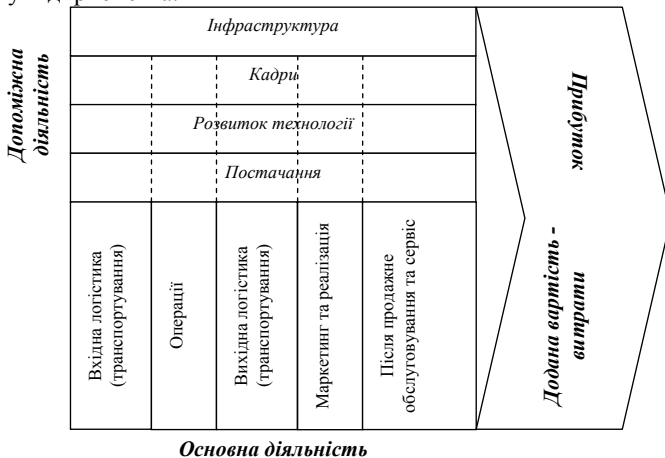 Інфраструктура
Кадри
Розвиток технології
Постачання
Допоміжна
діяльність
Вхідна логістика
(транспортування)
Операції
Вихідна логістика
(транспортування)
Маркетинг та реалізація
Після продажне
обслуговування та сервіс
Прибуток
Додана вартість -
витрати
Основна діяльність